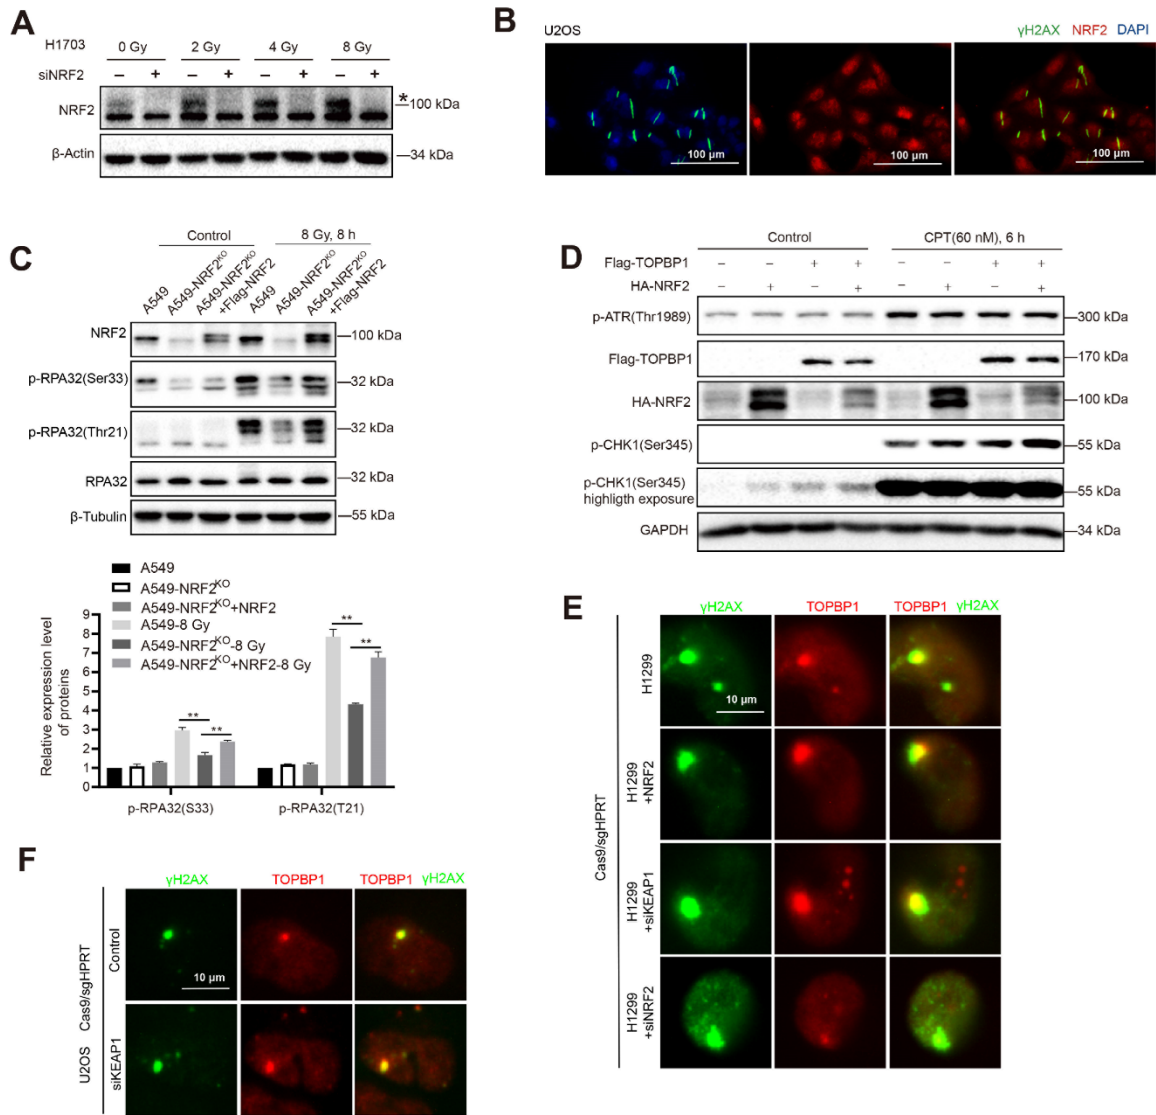 A
H1703
0 Gy 2 Gy 4 Gy 8 Gy
siNRF2 – + – + – + – +
NRF2
*
100 kDa
β-Actin
34 kDa
B
U2OS
γH2AX NRF2 DAPI
100 μm
100 μm
100 μm
C
Control
8 Gy, 8 h
A549
A549-NRF2KO
A549-NRF2KO
+Flag-NRF2
A549
A549-NRF2KO
A549-NRF2KO
+Flag-NRF2
NRF2
100 kDa
p-RPA32(Ser33)
32 kDa
p-RPA32(Thr21)
32 kDa
RPA32
32 kDa
β-Tubulin
55 kDa
A549
A549-NRF2KO
A549-NRF2KO+NRF2
A549-8 Gy
A549-NRF2KO-8 Gy
A549-NRF2KO+NRF2-8 Gy
Relative expression level
of proteins
9
8
7
6
5
4
3
2
1
0
**
**
**
**
p-RPA32(S33)
p-RPA32(T21)
D
Control
CPT(60 nM), 6 h
Flag-TOPBP1 – – + + – – + +
HA-NRF2 – + – + – + – +
p-ATR(Thr1989)
300 kDa
Flag-TOPBP1
170 kDa
HA-NRF2
100 kDa
p-CHK1(Ser345)
55 kDa
p-CHK1(Ser345)
highligth exposure
55 kDa
GAPDH
34 kDa
E
γH2AX
TOPBP1
TOPBP1 γH2AX
Cas9/sgHPRT
H1299
10 μm
H1299
+NRF2
H1299
+siKEAP1
H1299
+siNRF2
F
γH2AX
TOPBP1
TOPBP1 γH2AX
U2OS
Cas9/sgHPRT
Control
10 μm
siKEAP1